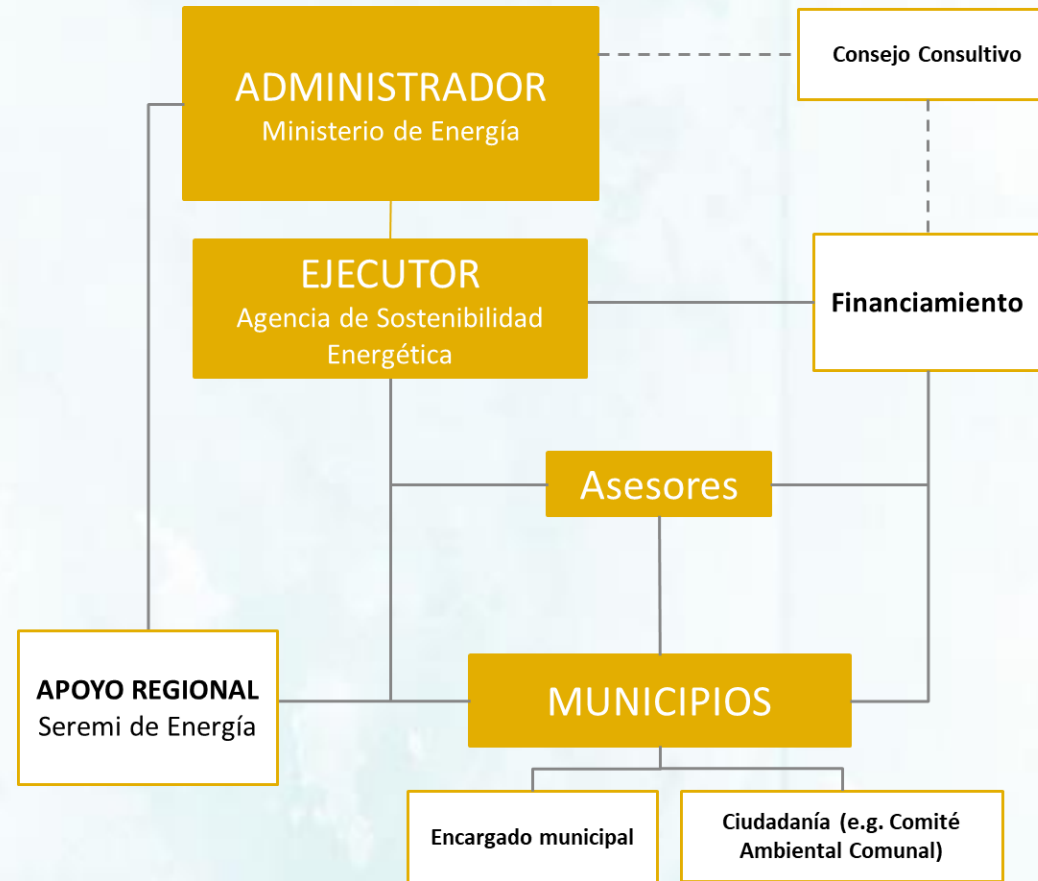 ADMINISTRADOR
Ministerio de Energía
Consejo Consultivo
EJECUTOR
Agencia de Sostenibilidad
Energética
Financiamiento
Asesores
APOYO REGIONAL
Seremi de Energía
MUNICIPIOS
Encargado municipal
Ciudadanía (e.g. Comité
Ambiental Comunal)